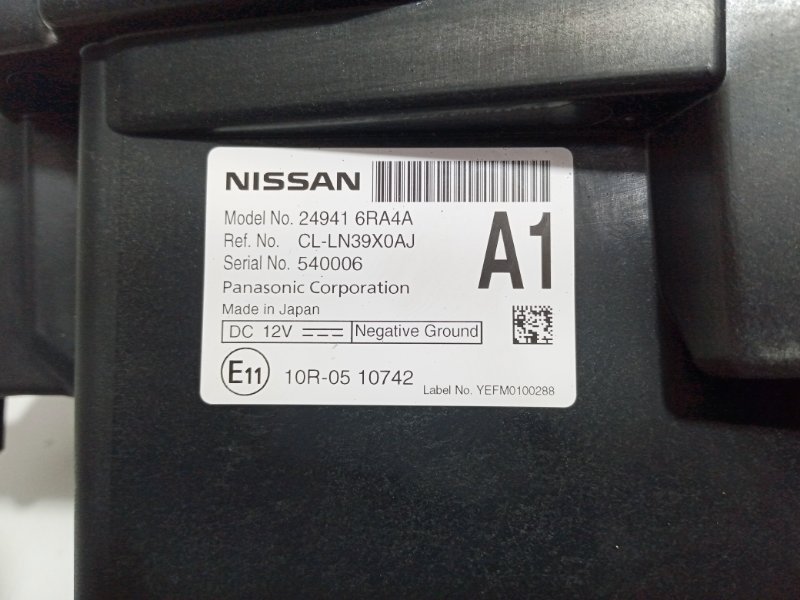 NISSAN
Model No. 24941 6RA4A
Ref. No. CL-LN39X0AJ
Serial No. 540006
A1
Panasonic Corporation
Made in Japan
DC 12V Negative Ground
E11 10R-05 10742
Label No. YEFM0100288